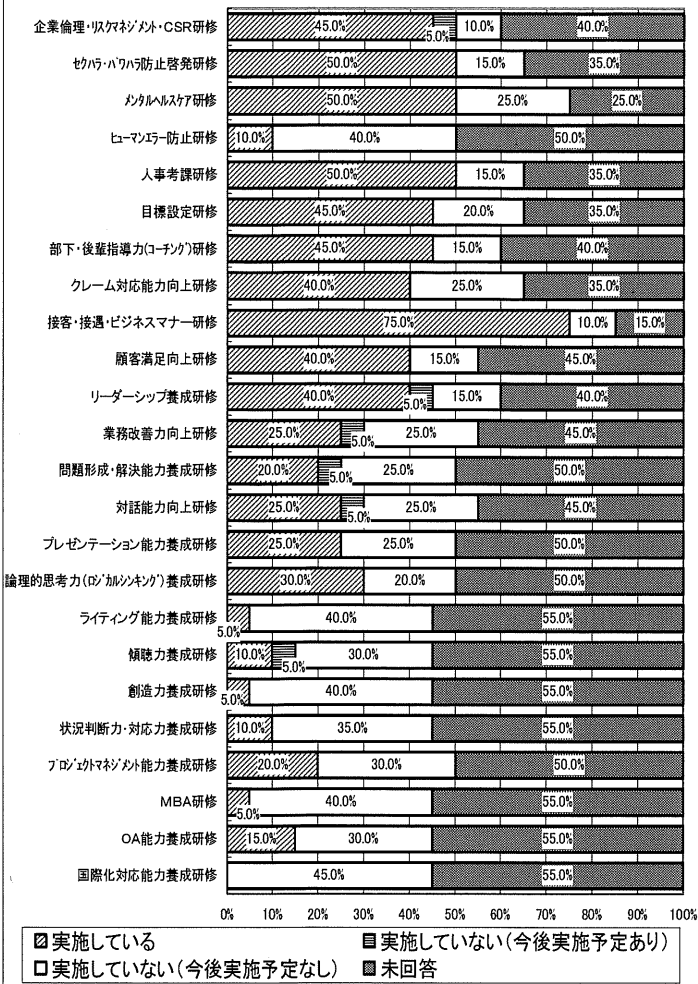 企業倫理・リスクマネジメント・CSR研修 45.0% 5.0% 10.0% 40.0%
セクハラ・パワハラ防止啓発研修 50.0% 15.0% 35.0%
メンタルヘルスケア研修 50.0% 25.0% 25.0%
ヒューマンエラー防止研修 10.0% 40.0% 50.0%
人事考課研修 50.0% 15.0% 35.0%
目標設定研修 45.0% 20.0% 35.0%
部下・後輩指導力(コーチング)研修 45.0% 15.0% 40.0%
クレーム対応能力向上研修 40.0% 25.0% 35.0%
接客・接遇・ビジネスマナー研修 75.0% 10.0% 15.0%
顧客満足向上研修 40.0% 15.0% 45.0%
リーダーシップ養成研修 40.0% 5.0% 15.0% 40.0%
業務改善力向上研修 25.0% 5.0% 25.0% 45.0%
問題形成・解決能力養成研修 20.0% 5.0% 25.0% 50.0%
対話能力向上研修 25.0% 5.0% 25.0% 45.0%
プレゼンテーション能力養成研修 25.0% 25.0% 50.0%
論理的思考力(ロジカルシンキング)養成研修 30.0% 20.0% 50.0%
ライティング能力養成研修 5.0% 40.0% 55.0%
傾聴力養成研修 10.0% 5.0% 30.0% 55.0%
創造力養成研修 5.0% 40.0% 55.0%
状況判断力・対応力養成研修 10.0% 35.0% 55.0%
プロジェクトマネジメント能力養成研修 20.0% 30.0% 50.0%
MBA研修 5.0% 40.0% 55.0%
OA能力養成研修 15.0% 30.0% 55.0%
国際化対応能力養成研修 45.0% 55.0%
0% 10% 20% 30% 40% 50% 60% 70% 80% 90% 100%
実施している 実施していない(今後実施予定あり)
実施していない(今後実施予定なし) 未回答